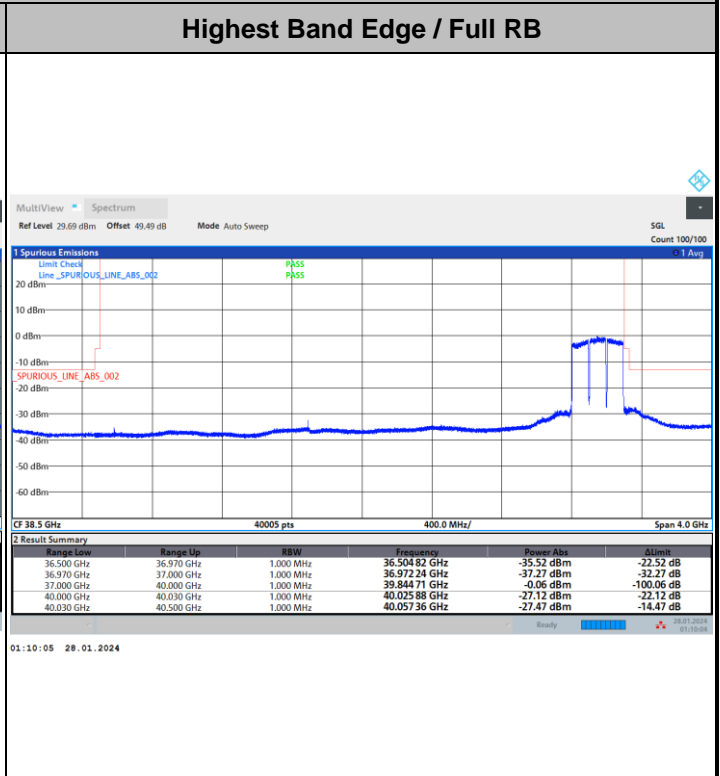 Highest Band Edge / Full RB
MultiView Spectrum
Ref Level 29.69 dBm Offset 49.49 dB Mode Auto Sweep SGL
Count 100/100
1 Spurious Emissions 1 Avg
Limit Check PASS
Line _SPURIOUS_LINE_ABS_002 PASS
20 dBm
10 dBm
0 dBm
-10 dBm
_SPURIOUS_LINE_ABS_002
-20 dBm
-30 dBm
-40 dBm
-50 dBm
-60 dBm
CF 38.5 GHz 40005 pts 400.0 MHz/ Span 4.0 GHz
2 Result Summary
Range Low Range Up RBW Frequency Power Abs ΔLimit
36.500 GHz 36.970 GHz 1.000 MHz 36.504 82 GHz -35.52 dBm -22.52 dB
36.970 GHz 37.000 GHz 1.000 MHz 36.972 24 GHz -37.27 dBm -32.27 dB
37.000 GHz 40.000 GHz 1.000 MHz 39.844 71 GHz -0.06 dBm -100.06 dB
40.000 GHz 40.030 GHz 1.000 MHz 40.025 88 GHz -27.12 dBm -22.12 dB
40.030 GHz 40.500 GHz 1.000 MHz 40.057 36 GHz -27.47 dBm -14.47 dB
Ready 28.01.2024
01:10:04
01:10:05 28.01.2024